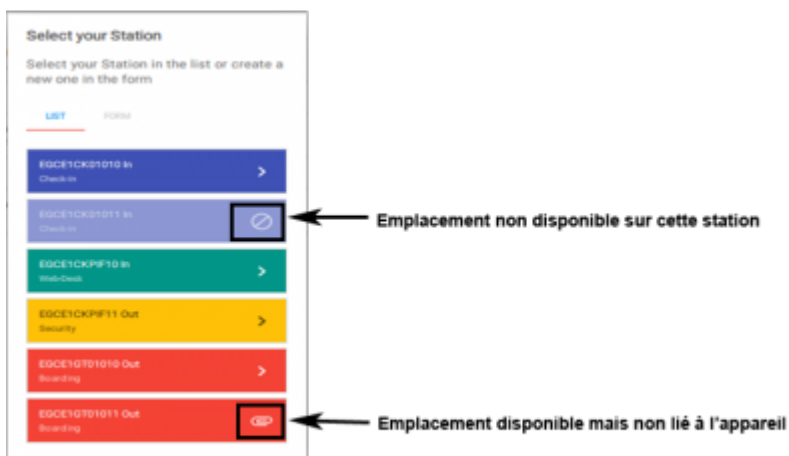 Select your Station
Select your Station in the list or create a
new one in the form
LIST FORM
EGCE1CK01010 In
Check-in
EGCE1CK01011 In
Check-in
Emplacement non disponible sur cette station
EGCE1CKPIF10 In
Web-Desk
EGCE1CKPIF11 Out
Security
EGCE1GT01010 Out
Boarding
EGCE1GT01011 Out
Boarding
Emplacement disponible mais non lié à l'appareil